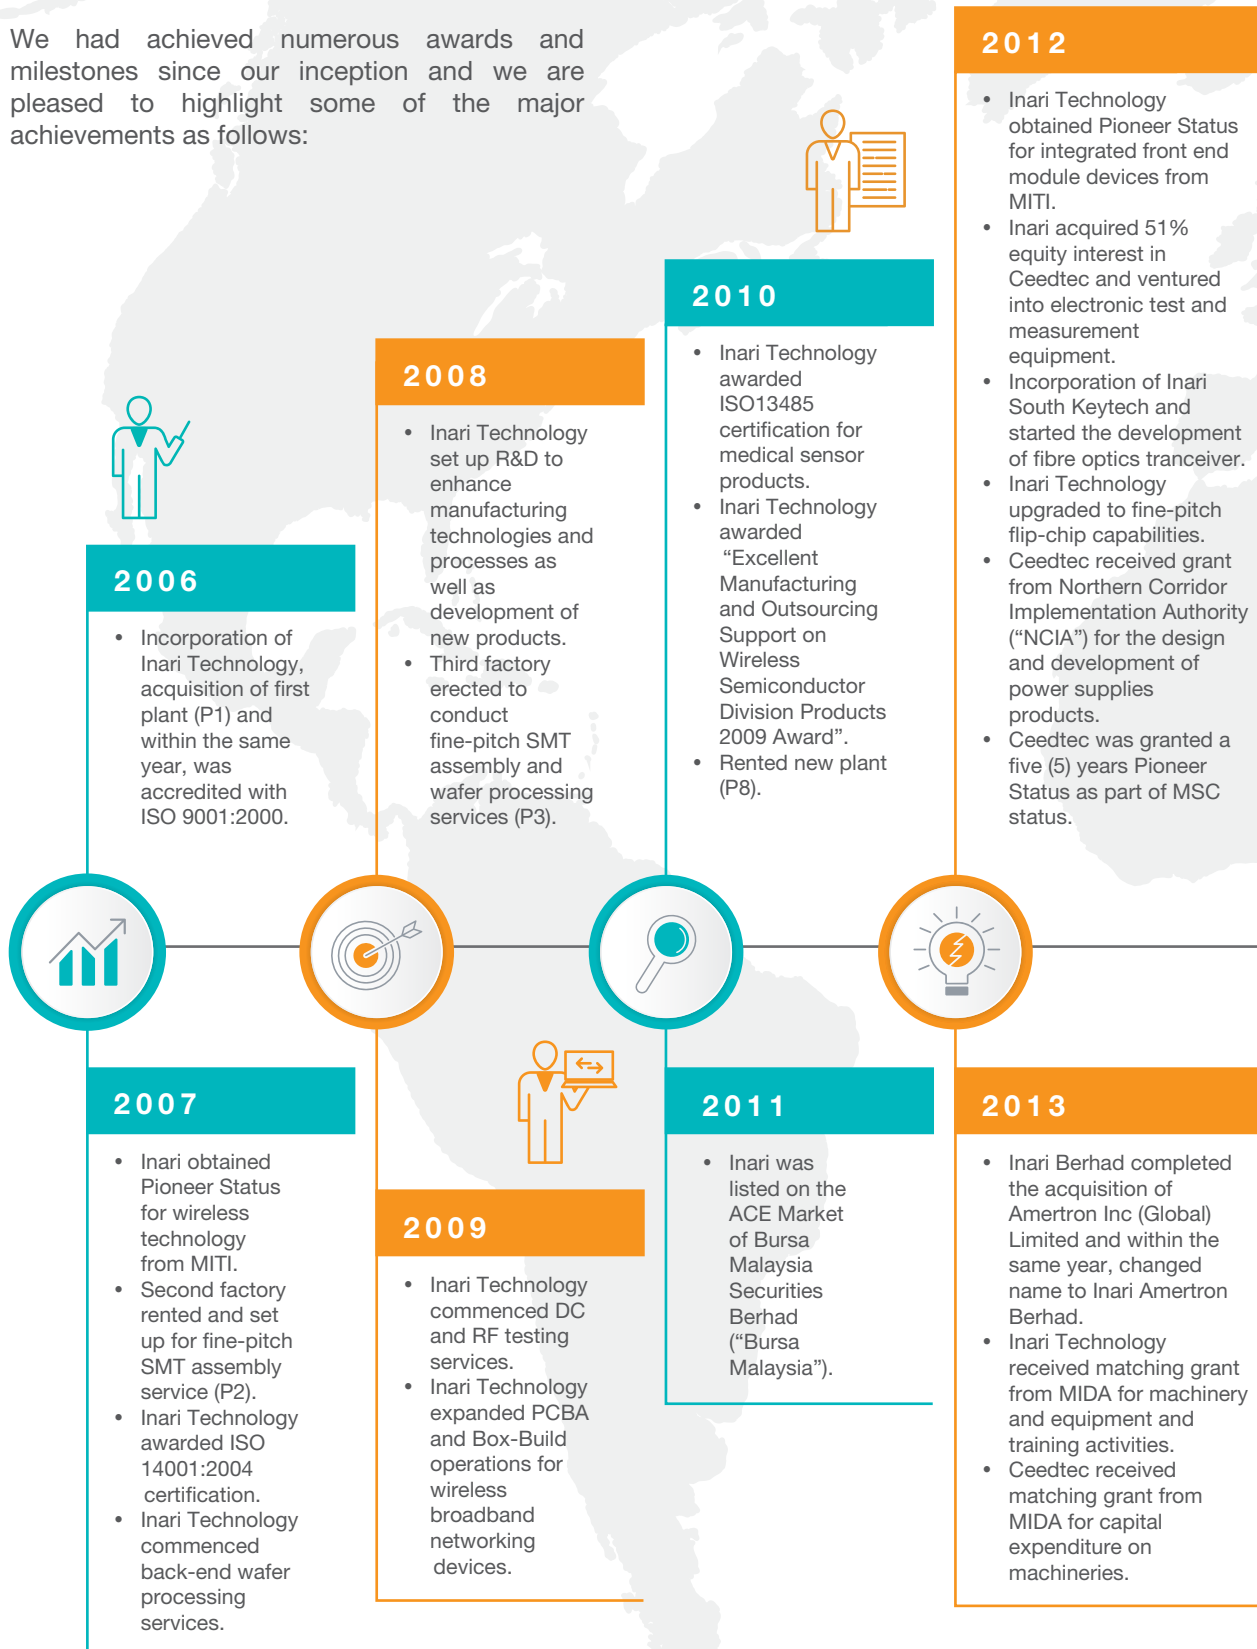 We had achieved numerous awards and
milestones since our inception and we are
pleased to highlight some of the major
achievements as follows:
2006
• Incorporation of
Inari Technology,
acquisition of first
plant (P1) and
within the same
year, was
accredited with
ISO 9001:2000.
2007
• Inari obtained
Pioneer Status
for wireless
technology
from MITI.
• Second factory
rented and set
up for fine-pitch
SMT assembly
service (P2).
• Inari Technology
awarded ISO
14001:2004
certification.
• Inari Technology
commenced
back-end wafer
processing
services.
2008
• Inari Technology
set up R&D to
enhance
manufacturing
technologies and
processes as
well as
development of
new products.
• Third factory
erected to
conduct
fine-pitch SMT
assembly and
wafer processing
services (P3).
2009
• Inari Technology
commenced DC
and RF testing
services.
• Inari Technology
expanded PCBA
and Box-Build
operations for
wireless
broadband
networking
devices.
2010
• Inari Technology
awarded
ISO13485
certification for
medical sensor
products.
• Inari Technology
awarded
“Excellent
Manufacturing
and Outsourcing
Support on
Wireless
Semiconductor
Division Products
2009 Award”.
• Rented new plant
(P8).
2011
• Inari was
listed on the
ACE Market
of Bursa
Malaysia
Securities
Berhad
(“Bursa
Malaysia”).
2012
• Inari Technology
obtained Pioneer Status
for integrated front end
module devices from
MITI.
• Inari acquired 51%
equity interest in
Ceedtec and ventured
into electronic test and
measurement
equipment.
• Incorporation of Inari
South Keytech and
started the development
of fibre optics tranceiver.
• Inari Technology
upgraded to fine-pitch
flip-chip capabilities.
• Ceedtec received grant
from Northern Corridor
Implementation Authority
(“NCIA”) for the design
and development of
power supplies
products.
• Ceedtec was granted a
five (5) years Pioneer
Status as part of MSC
status.
2013
• Inari Berhad completed
the acquisition of
Amertron Inc (Global)
Limited and within the
same year, changed
name to Inari Amertron
Berhad.
• Inari Technology
received matching grant
from MIDA for machinery
and equipment and
training activities.
• Ceedtec received
matching grant from
MIDA for capital
expenditure on
machineries.